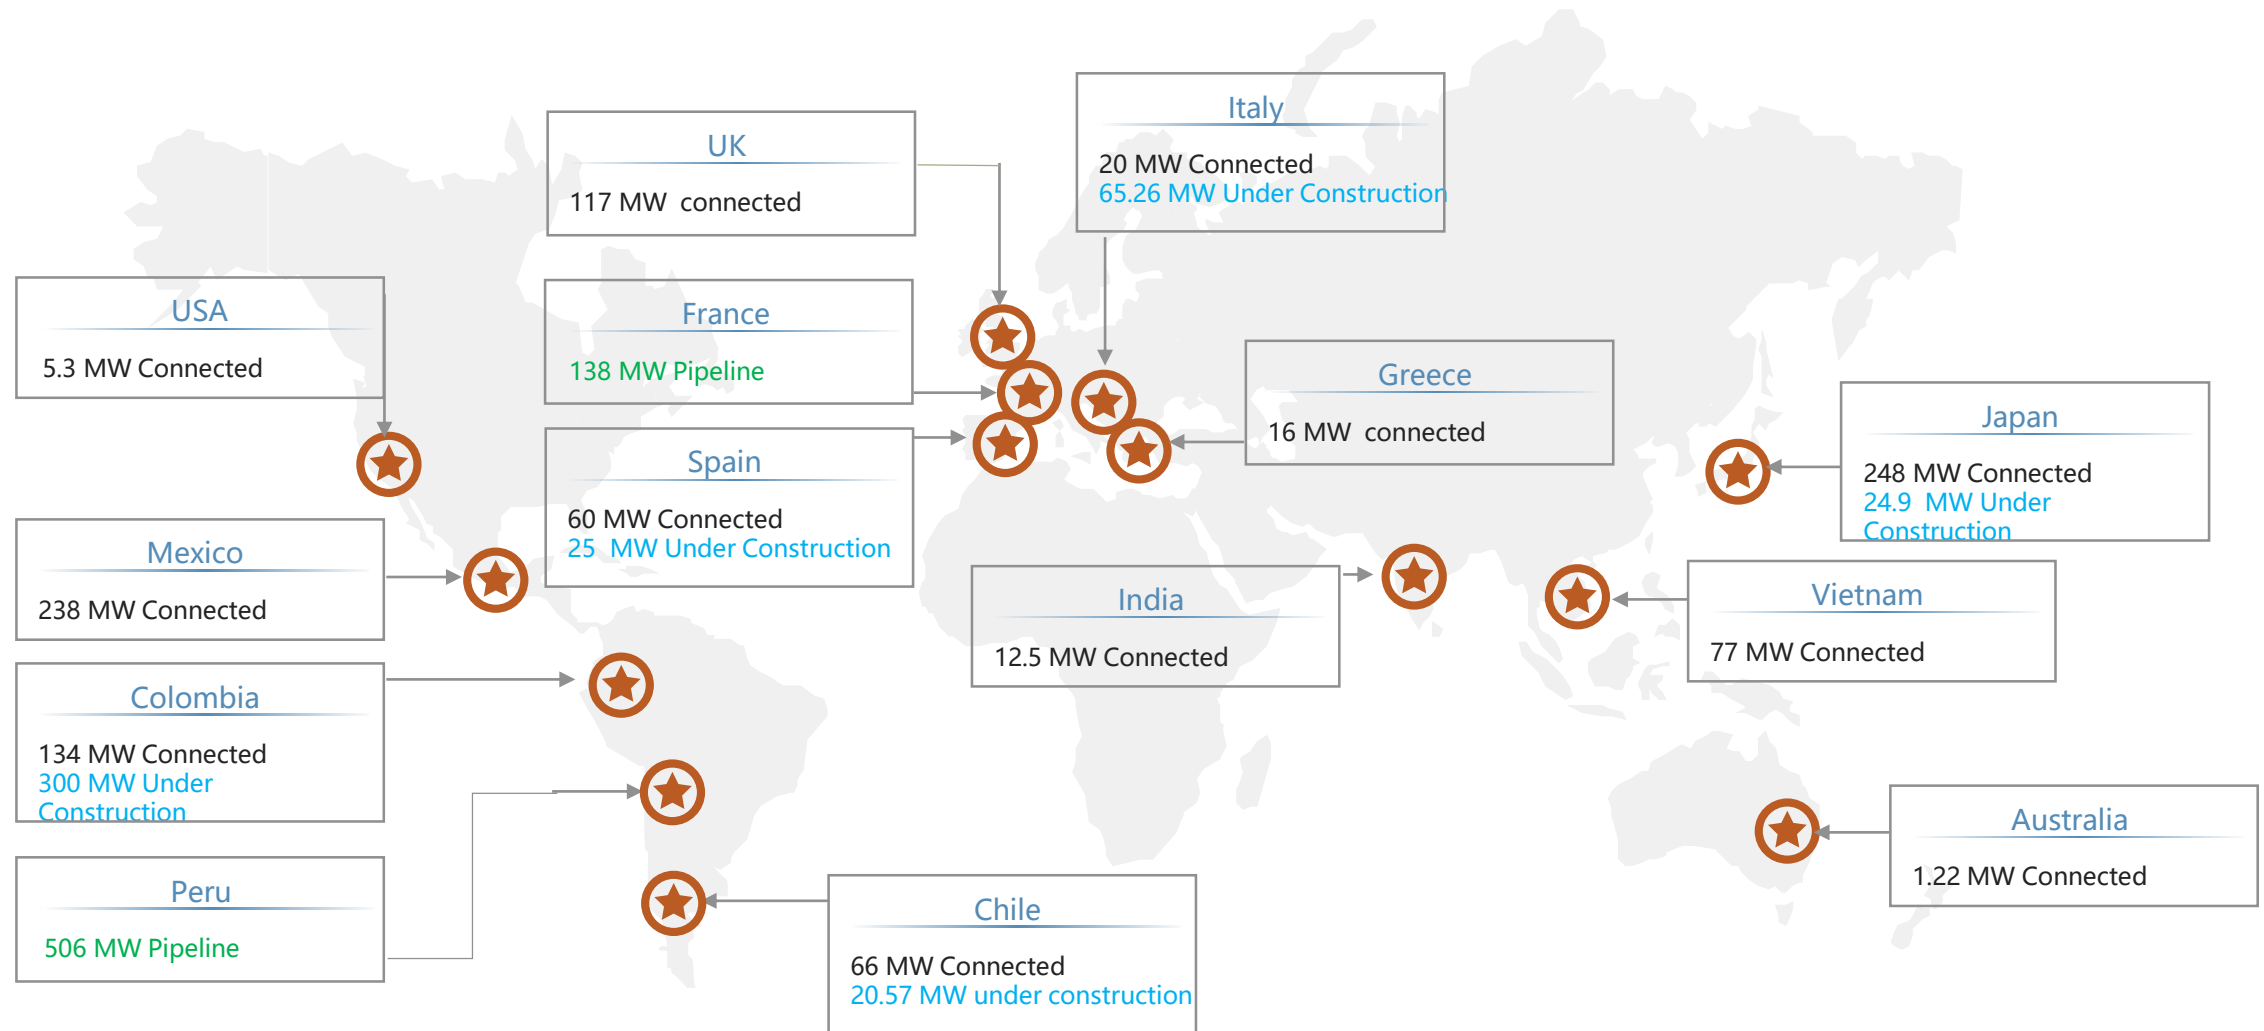 Italy
20 MW Connected
65.26 MW Under Construction
UK
117 MW  connected
USA
5.3 MW Connected
France
138 MW Pipeline
Greece
16 MW  connected
Japan
248 MW Connected
24.9  MW Under
Construction
Spain
60 MW Connected
25  MW Under Construction
Mexico
238 MW Connected
India
12.5 MW Connected
Vietnam
77 MW Connected
Colombia
134 MW Connected
300 MW Under
Construction
Australia
1.22 MW Connected
Peru
506 MW Pipeline
Chile
66 MW Connected
20.57 MW under construction